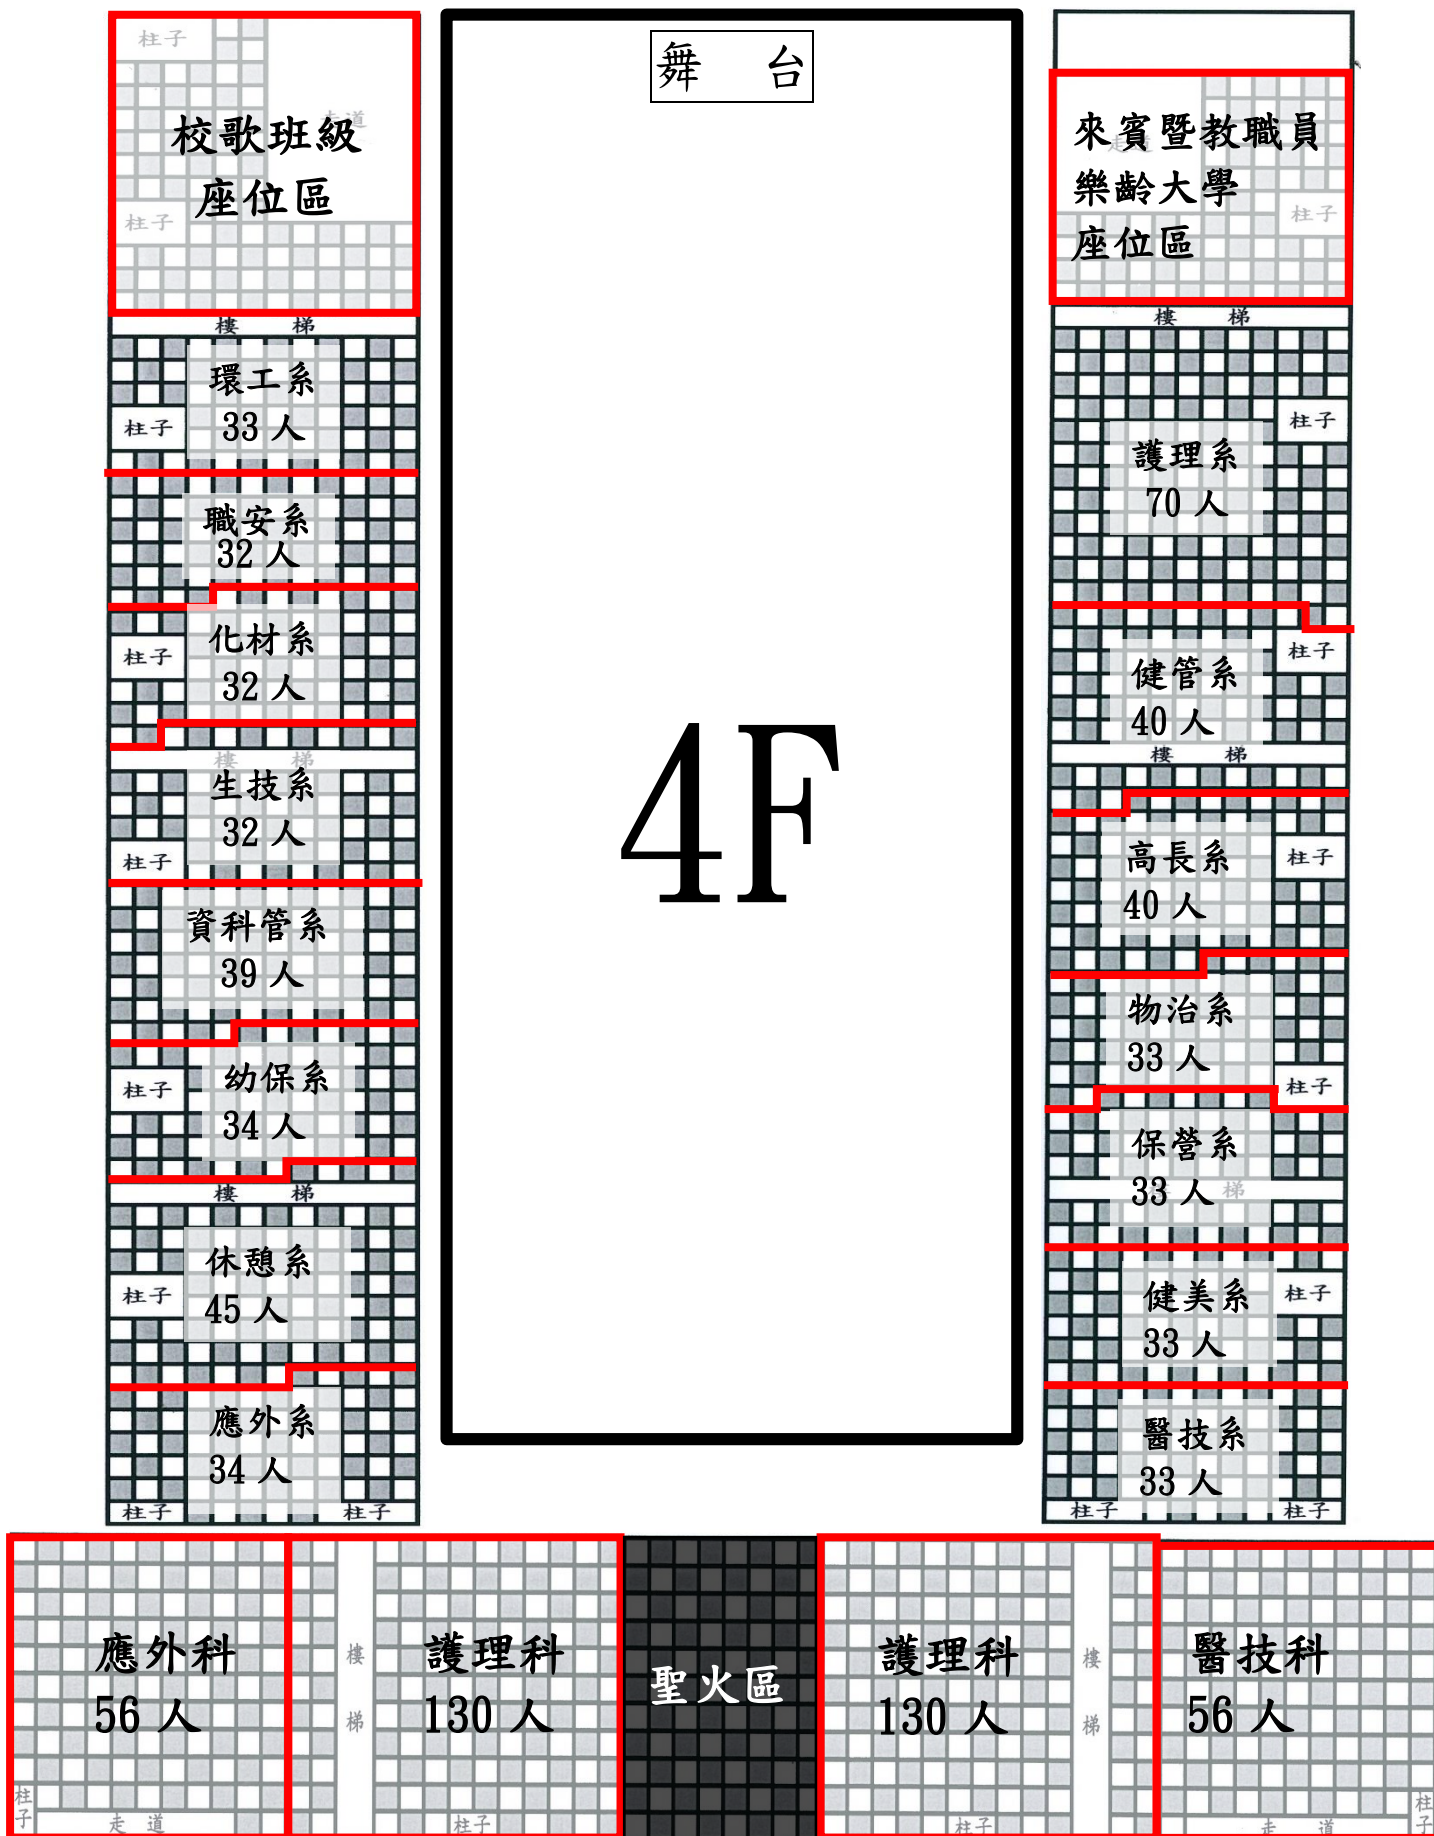 舞 台
柱子
走道
校歌班級
座位區
柱子
樓 梯
環工系
33 人
柱子
職安系
32 人
化材系
32 人
柱子
樓 梯
生技系
32 人
柱子
資科管系
39 人
幼保系
34 人
柱子
樓 梯
休憩系
45 人
柱子
應外系
34 人
柱子
柱子
4F
來賓暨教職員
走道
樂齡大學
柱子
座位區
樓 梯
柱子
護理系
70 人
柱子
健管系
40 人
樓 梯
高長系
40 人
柱子
物治系
33 人
柱子
保營系
33 人
梯
健美系
33 人
柱子
醫技系
33 人
柱子
柱子
應外科
56 人
柱子
走 道
樓 梯
護理科
130 人
柱子
聖火區
護理科
130 人
柱子
樓 梯
醫技科
56 人
走 道
柱子